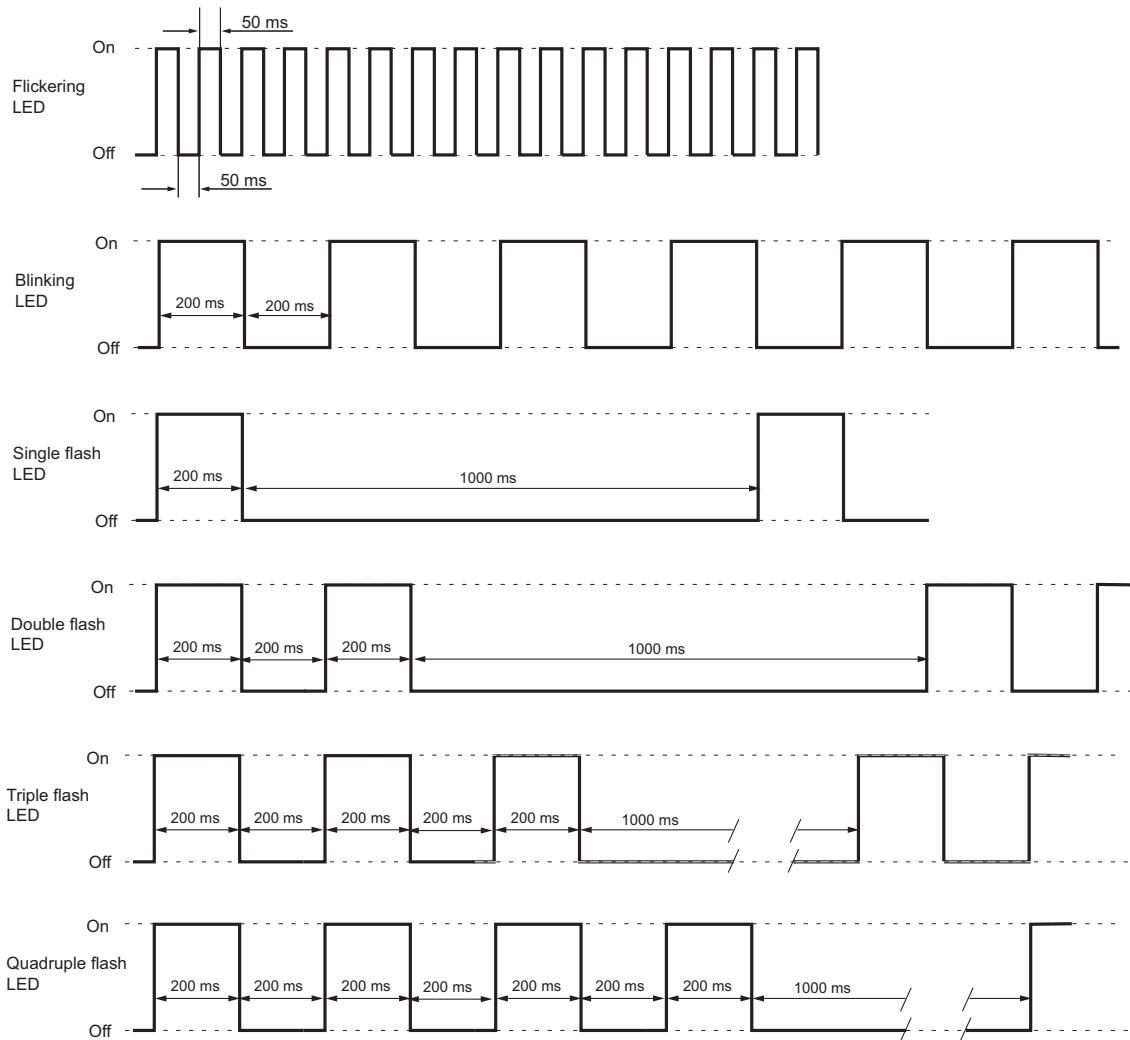 50 ms
On
Flickering
LED
Off
50 ms
On
Blinking
LED
200 ms 200 ms
Off
On
Single flash
LED
200 ms 1000 ms
Off
On
Double flash
LED
200 ms 200 ms 200 ms 1000 ms
Off
On
Triple flash
LED
200 ms 200 ms 200 ms 200 ms 200 ms 1000 ms
Off
On
Quadruple flash
LED
200 ms 200 ms 200 ms 200 ms 200 ms 200 ms 200 ms 1000 ms
Off